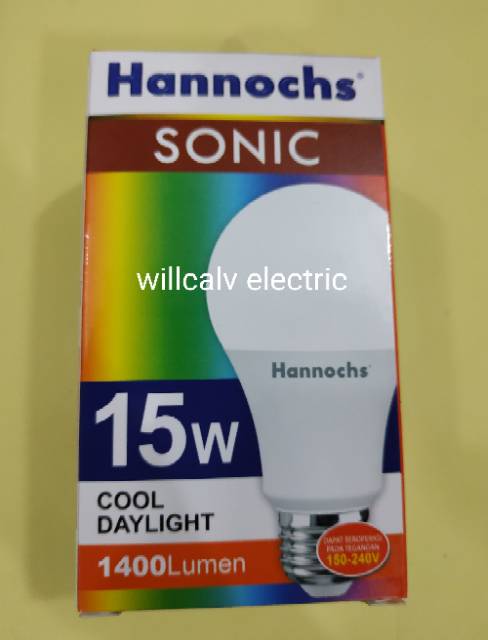 Hannochs®
SONIC
willcalv electric
Hannochs
15W
COOL
DAYLIGHT
1400Lumen
DAPAT BEROPERASI
PADA TEGANGAN
150-240V